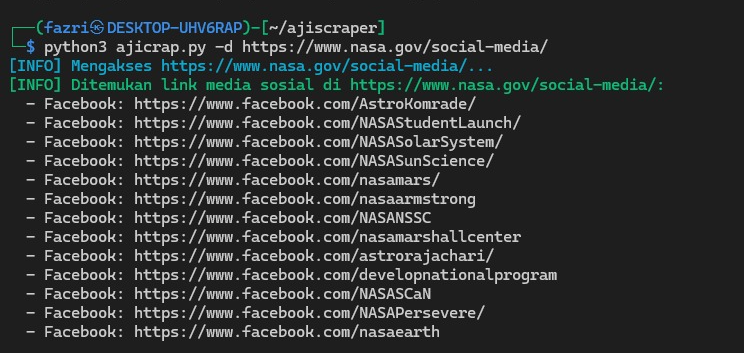 ┌──(fazri㉿DESKTOP-UHV6RAP)-[~/ajiscraper]
└─$ python3 ajicrap.py -d https://www.nasa.gov/social-media/
[INFO] Mengakses https://www.nasa.gov/social-media/...
[INFO] Ditemukan link media sosial di https://www.nasa.gov/social-media/:
  - Facebook: https://www.facebook.com/AstroKomrade/
  - Facebook: https://www.facebook.com/NASAStudentLaunch/
  - Facebook: https://www.facebook.com/NASASolarSystem/
  - Facebook: https://www.facebook.com/NASASunScience/
  - Facebook: https://www.facebook.com/nasamars/
  - Facebook: https://www.facebook.com/nasaarmstrong
  - Facebook: https://www.facebook.com/NASANSSC
  - Facebook: https://www.facebook.com/nasamarshallcenter
  - Facebook: https://www.facebook.com/astrorajachari/
  - Facebook: https://www.facebook.com/developnationalprogram
  - Facebook: https://www.facebook.com/NASASCaN
  - Facebook: https://www.facebook.com/NASAPersevere/
  - Facebook: https://www.facebook.com/nasaearth